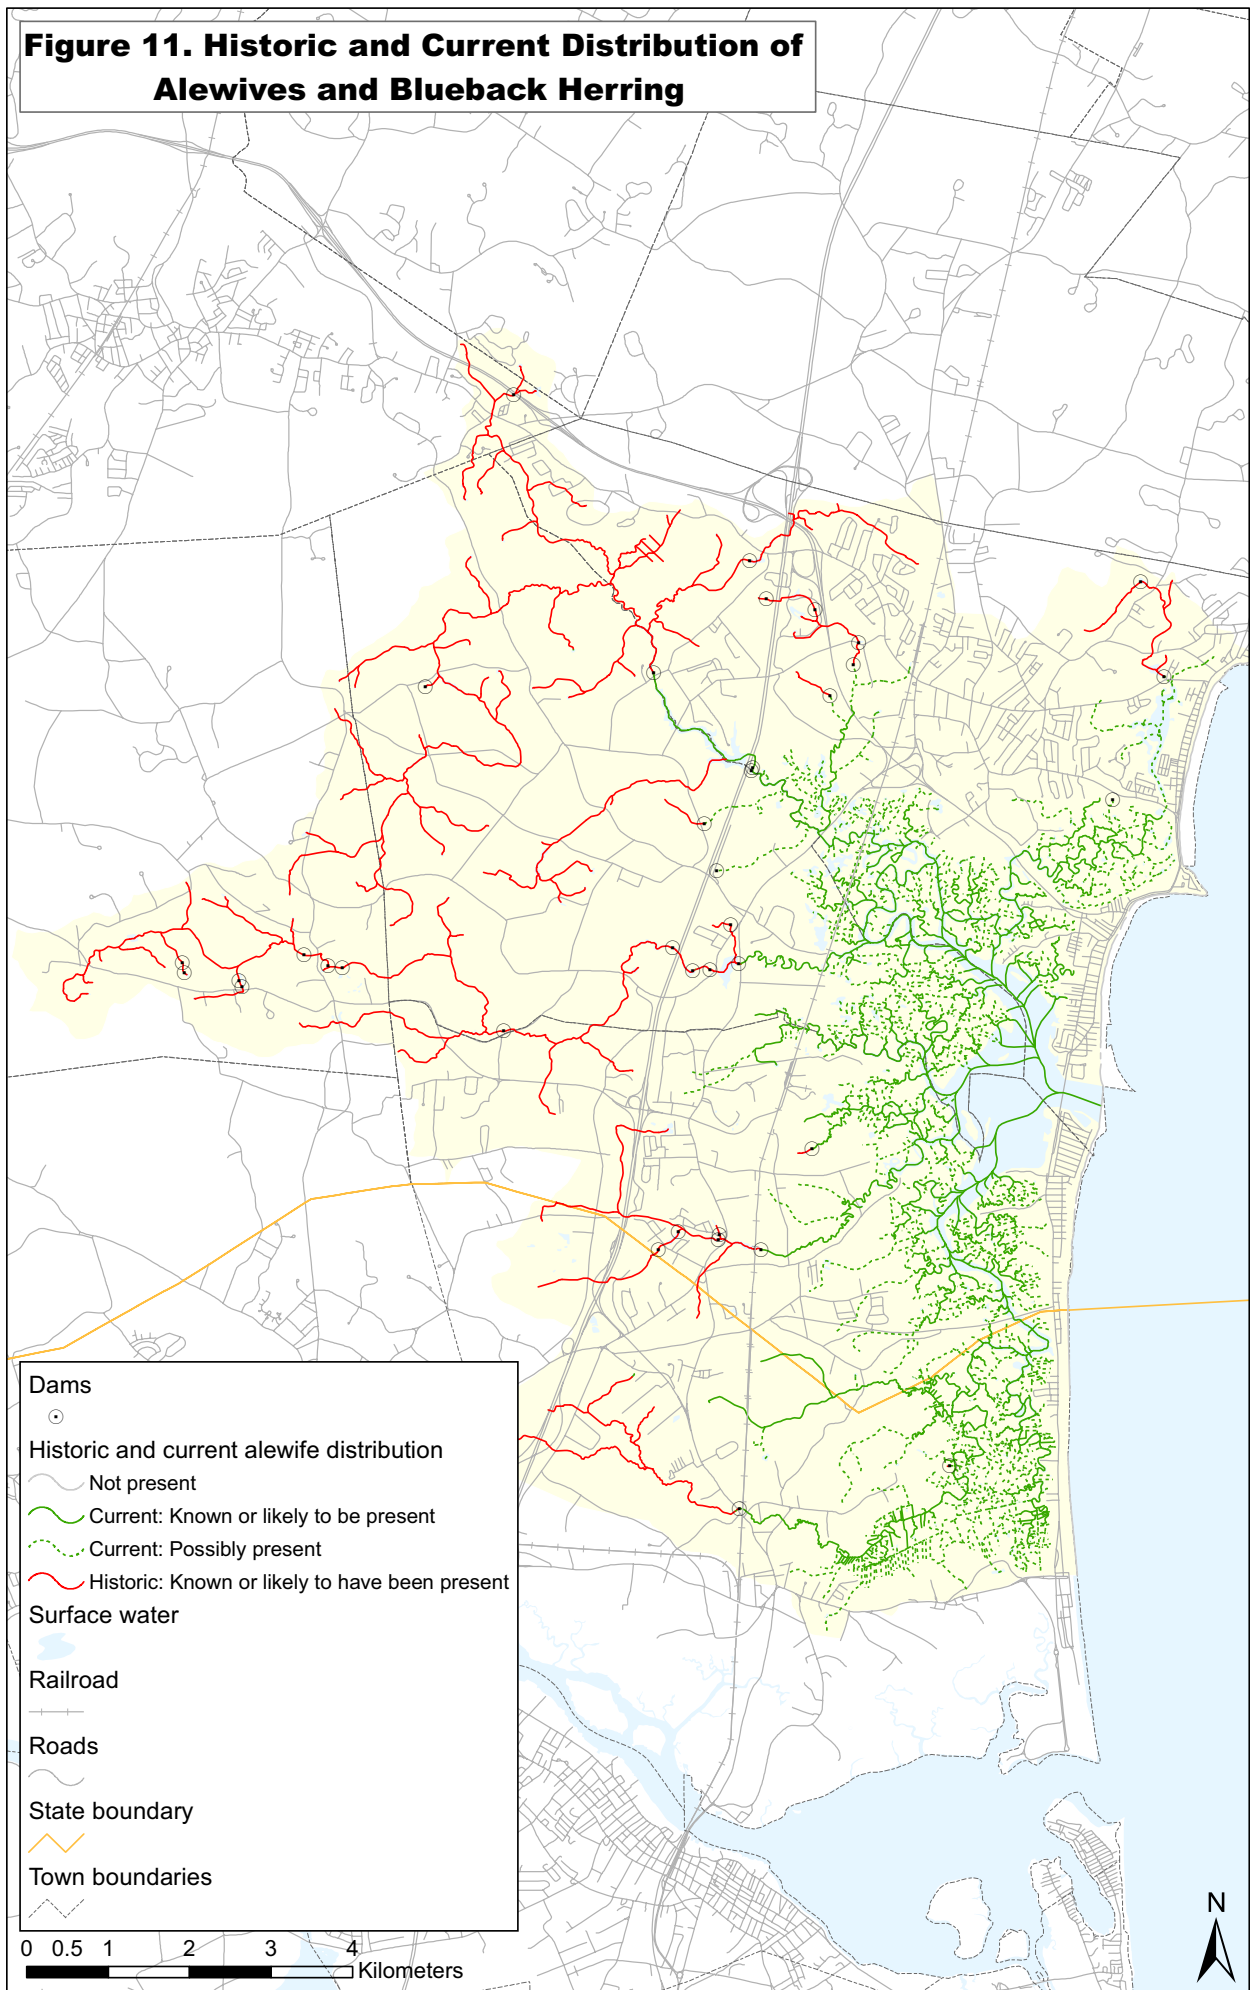 Figure 11. Historic and Current Distribution of
Alewives and Blueback Herring
Dams
Historic and current alewife distribution
Not present
Current: Known or likely to be present
Current: Possibly present
Historic: Known or likely to have been present
Surface water
Railroad
Roads
State boundary
Town boundaries
0 0.5 1 2 3 4
Kilometers
N